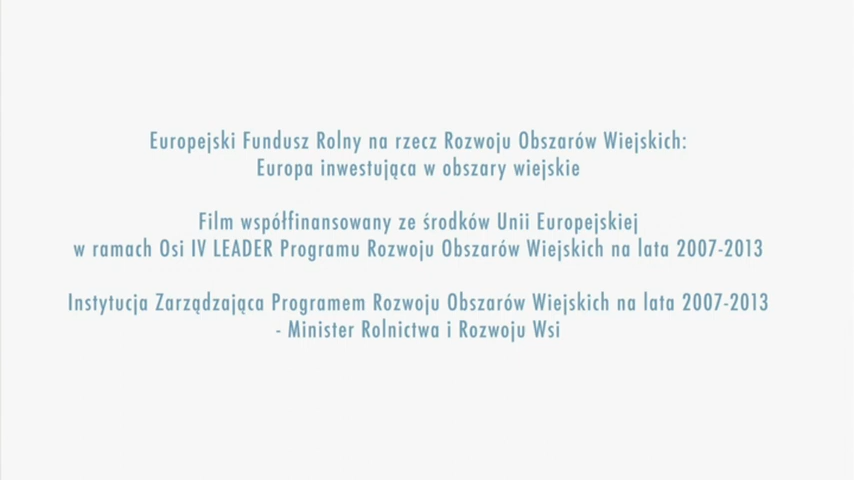 Europejski Fundusz Rolny na rzecz Rozwoju Obszarów Wiejskich:
Europa inwestująca w obszary wiejskie
Film współfinansowany ze środków Unii Europejskiej
w ramach Osi IV LEADER Programu Rozwoju Obszarów Wiejskich na lata 2007-2013
Instytucja Zarządzająca Programem Rozwoju Obszarów Wiejskich na lata 2007-2013
- Minister Rolnictwa i Rozwoju Wsi